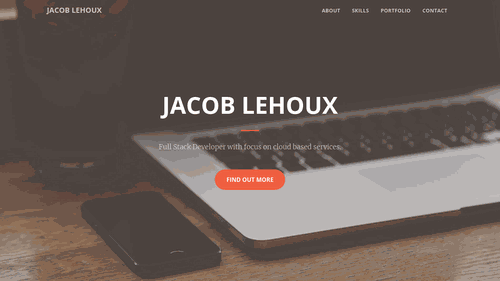 JACOB LEHOUX
ABOUT SKILLS PORTFOLIO CONTACT
JACOB LEHOUX
Full Stack Developer with focus on cloud based services.
FIND OUT MORE